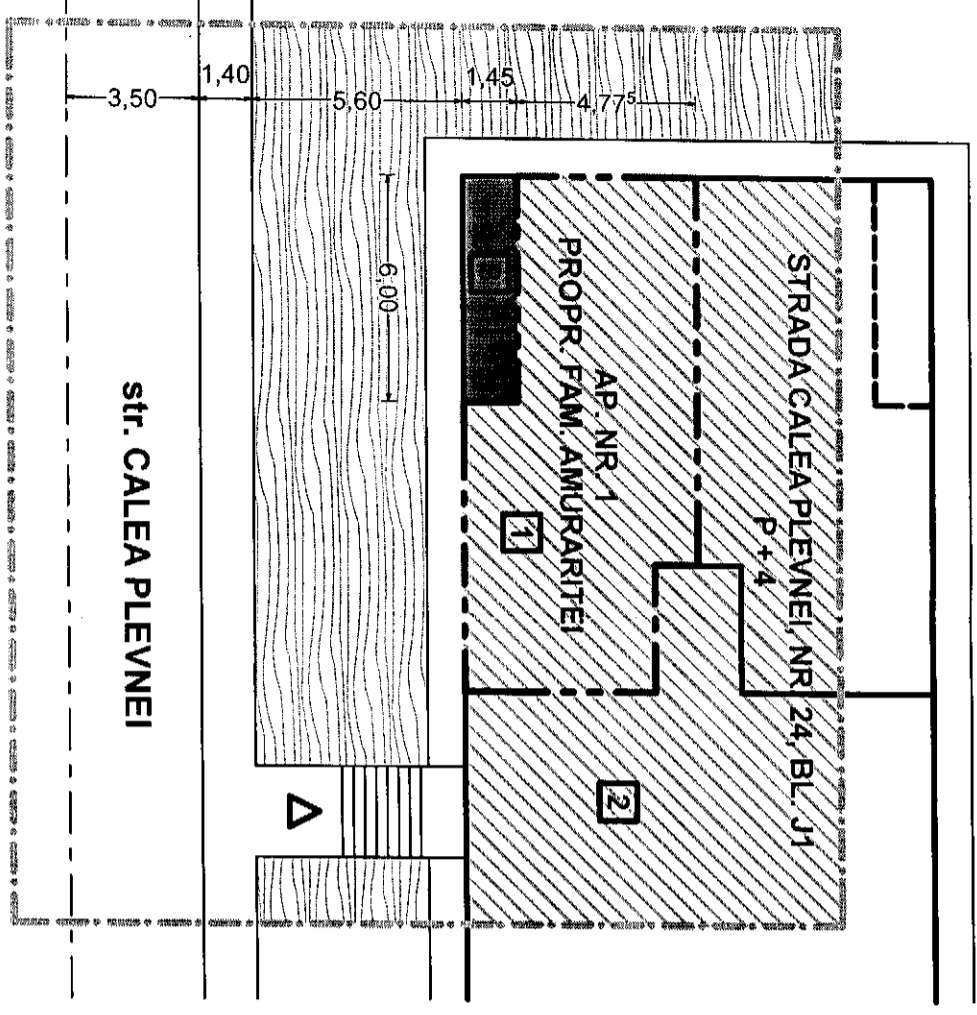 3,50
1,40
5,60
1,45
4,77⁵
6,00
STRADA CALEA PLEVNEI, NR. 24, BL. J1
P + 4
AP. NR. 1
PROPR. FAM. AMURARITEI
1
2
str. CALEA PLEVNEI